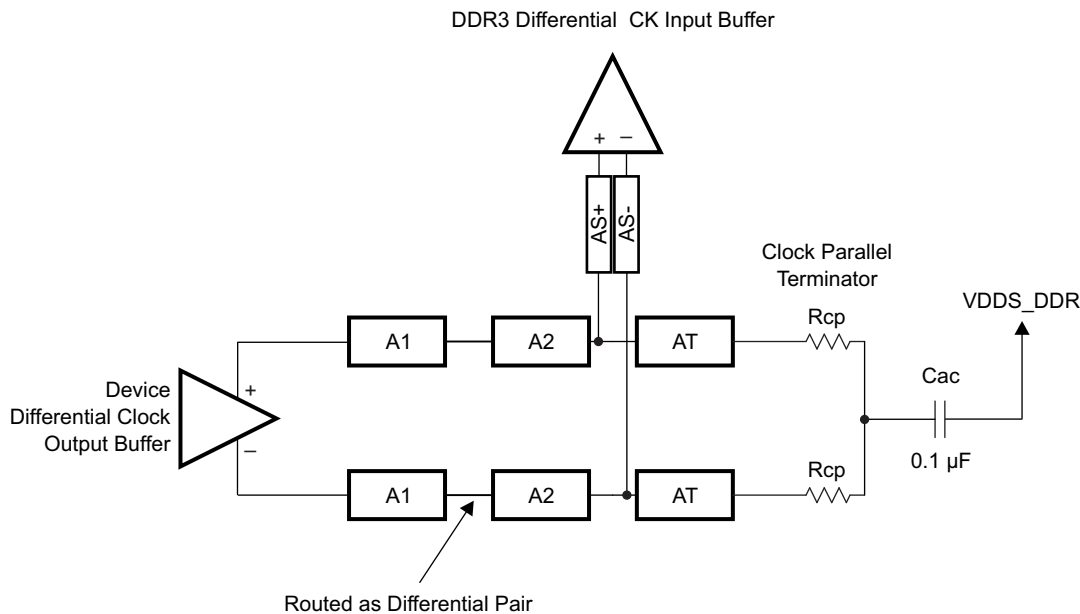 DDR3 Differential CK Input Buffer
+ −
AS+
AS-
Clock Parallel
Terminator
VDDS_DDR
Rcp
A1
A2
AT
Cac
Device
Differential Clock
Output Buffer
+
−
0.1 µF
Rcp
A1
A2
AT
Routed as Differential Pair